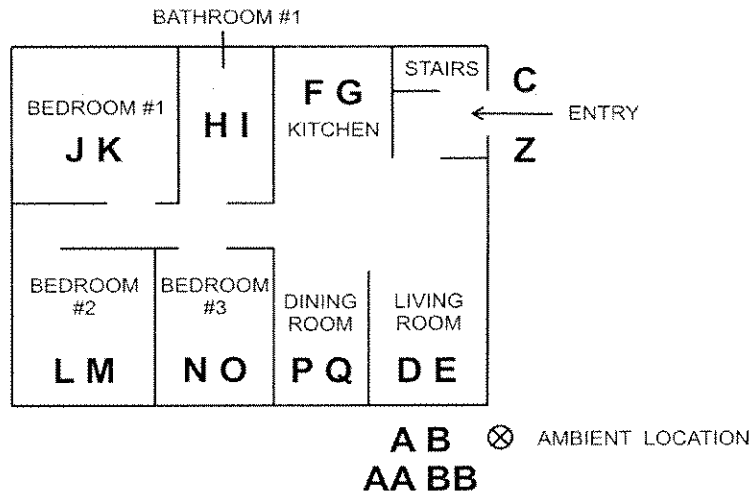 BATHROOM #1
STAIRS
C
ENTRY
Z
F G
KITCHEN
BEDROOM #1
J K
H I
BEDROOM
#2
L M
BEDROOM
#3
N O
DINING
ROOM
P Q
LIVING
ROOM
D E
A B
AMBIENT LOCATION
AA BB